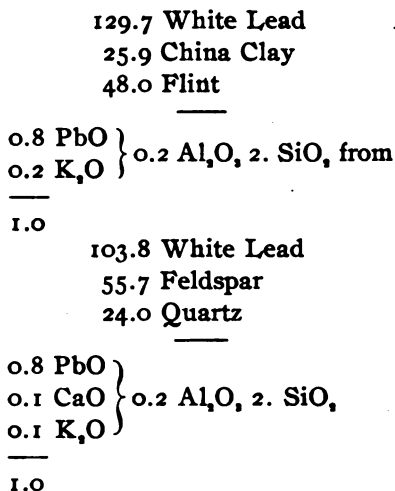 129.7 White Lead
25.9 China Clay
48.0 Flint
0.8 PbO
0.2 K₂O } 0.2 Al₂O₃ 2. SiO₂ from
1.0
103.8 White Lead
55.7 Feldspar
24.0 Quartz
0.8 PbO
0.1 CaO } 0.2 Al₂O₃ 2. SiO₂
0.1 K₂O
1.0